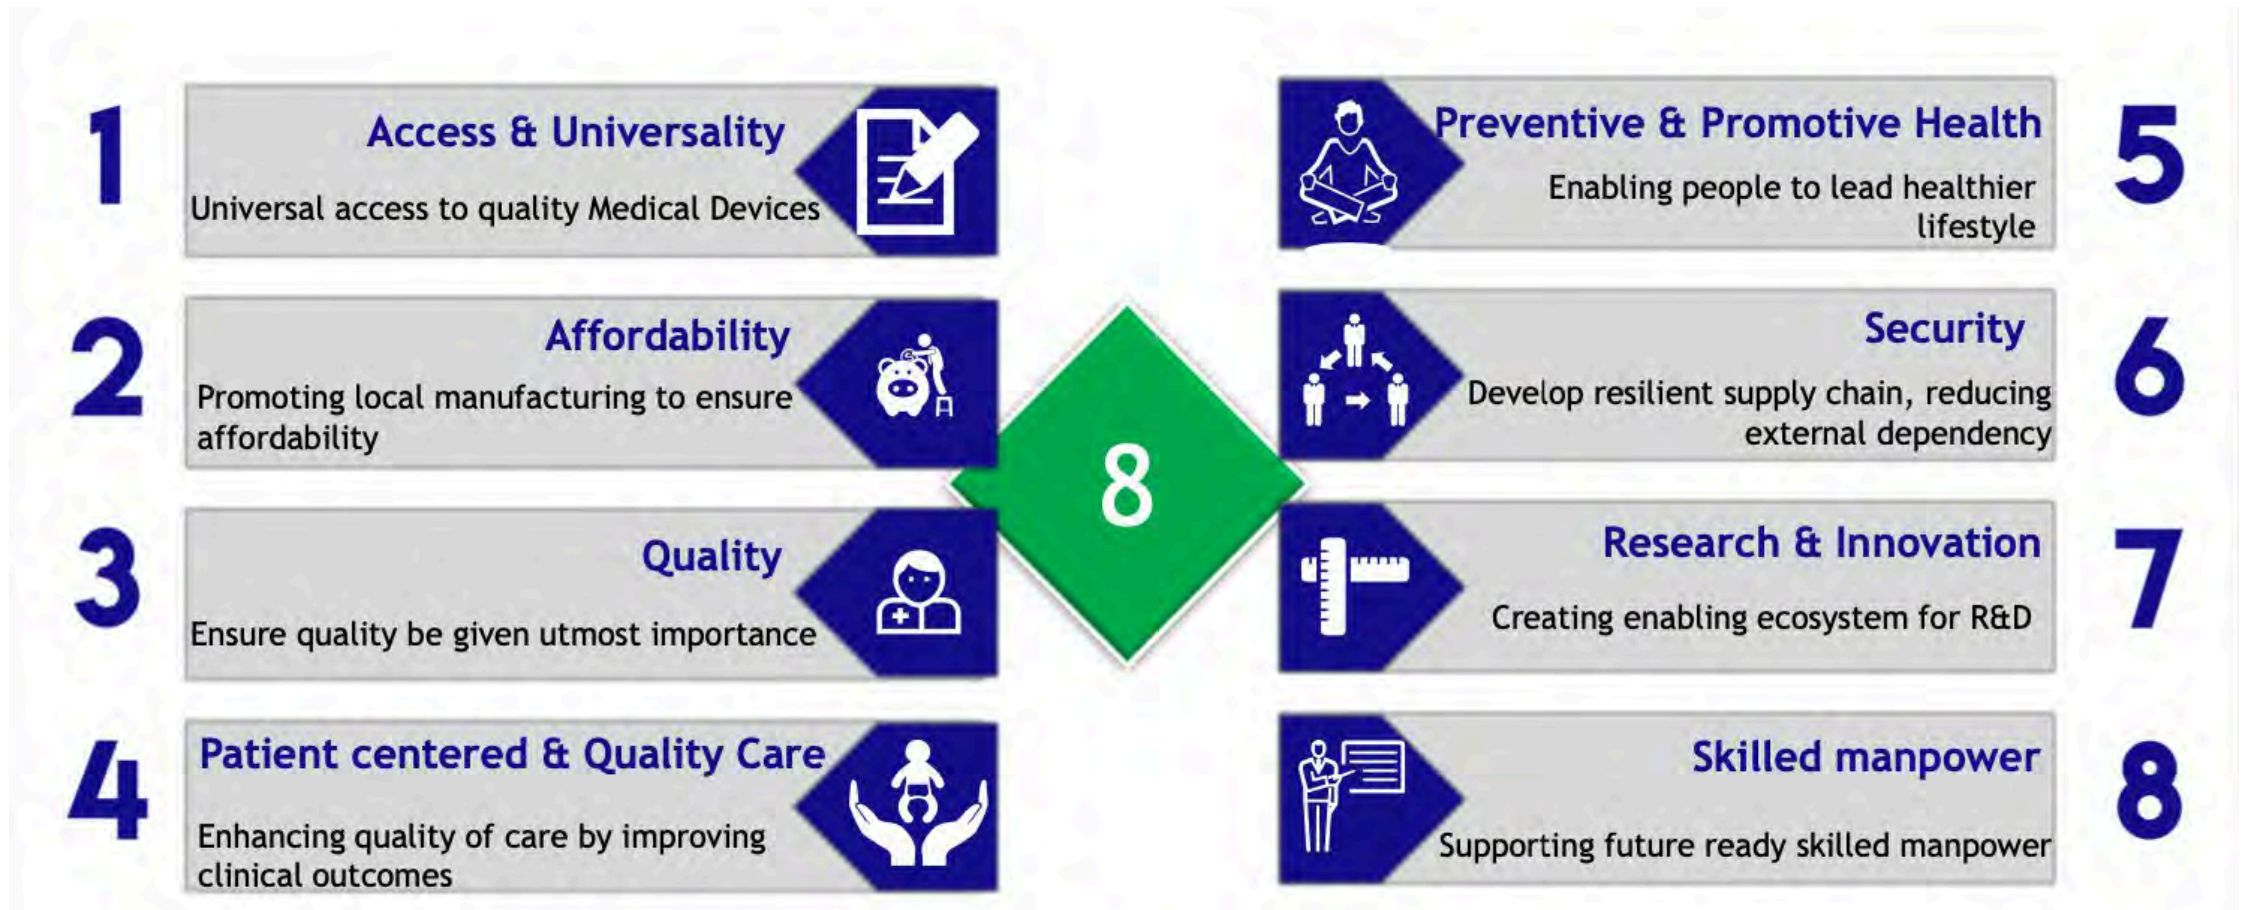 1
Access & Universality
Universal access to quality Medical Devices
2
Affordability
Promoting local manufacturing to ensure
affordability
3
Quality
Ensure quality be given utmost importance
4
Patient centered & Quality Care
Enhancing quality of care by improving
clinical outcomes
8
5
Preventive & Promotive Health
Enabling people to lead healthier
lifestyle
6
Security
Develop resilient supply chain, reducing
external dependency
7
Research & Innovation
Creating enabling ecosystem for R&D
8
Skilled manpower
Supporting future ready skilled manpower